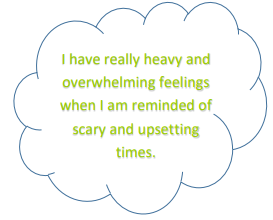 I have really heavy and
overwhelming feelings
when I am reminded of
scary and upsetting
times.